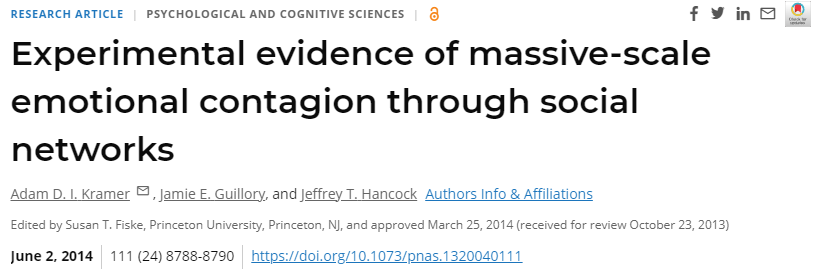 RESEARCH ARTICLE | PSYCHOLOGICAL AND COGNITIVE SCIENCES |
Experimental evidence of massive-scale
emotional contagion through social
networks
Adam D. I. Kramer , Jamie E. Guillory, and Jeffrey T. Hancock Authors Info & Affiliations
Edited by Susan T. Fiske, Princeton University, Princeton, NJ, and approved March 25, 2014 (received for review October 23, 2013)
June 2, 2014 | 111 (24) 8788-8790 | https://doi.org/10.1073/pnas.1320040111